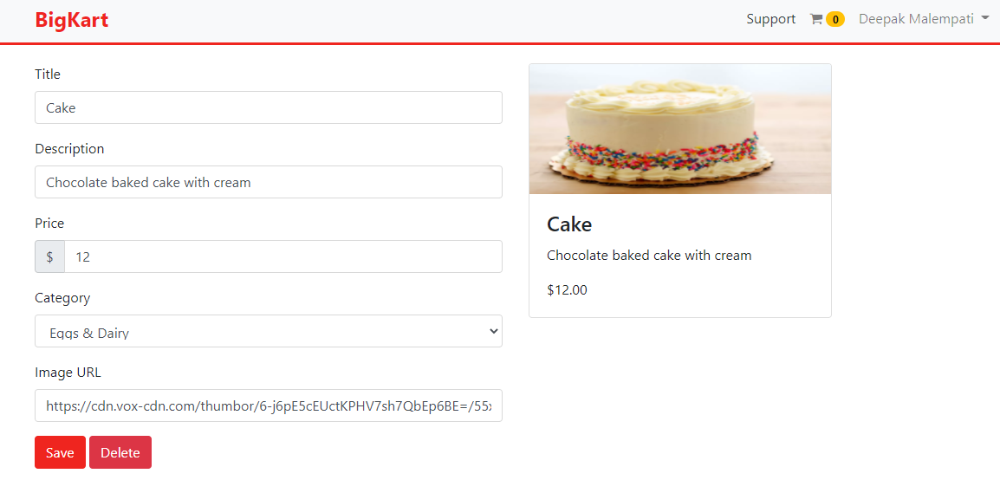 BigKart
Support 0 Deepak Malempati
Title
Cake
Description
Chocolate baked cake with cream
Price
$ 12
Category
Eggs & Dairy
Image URL
https://cdn.vox-cdn.com/thumbor/6-j6pE5cEUctKPHV7sh7QbEp6BE=/55x
Save Delete
Cake
Chocolate baked cake with cream
$12.00